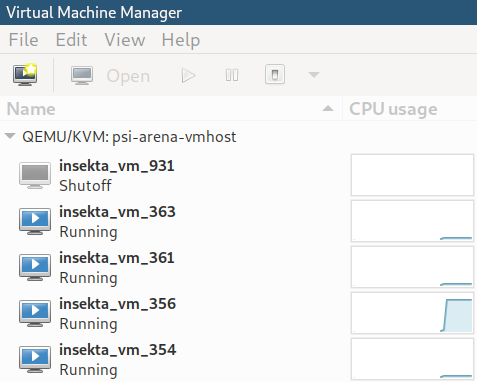 Virtual Machine Manager
File Edit View Help
Open
Name CPU usage
QEMU/KVM: psi-arena-vmhost
insekta_vm_931
Shutoff
insekta_vm_363
Running
insekta_vm_361
Running
insekta_vm_356
Running
insekta_vm_354
Running